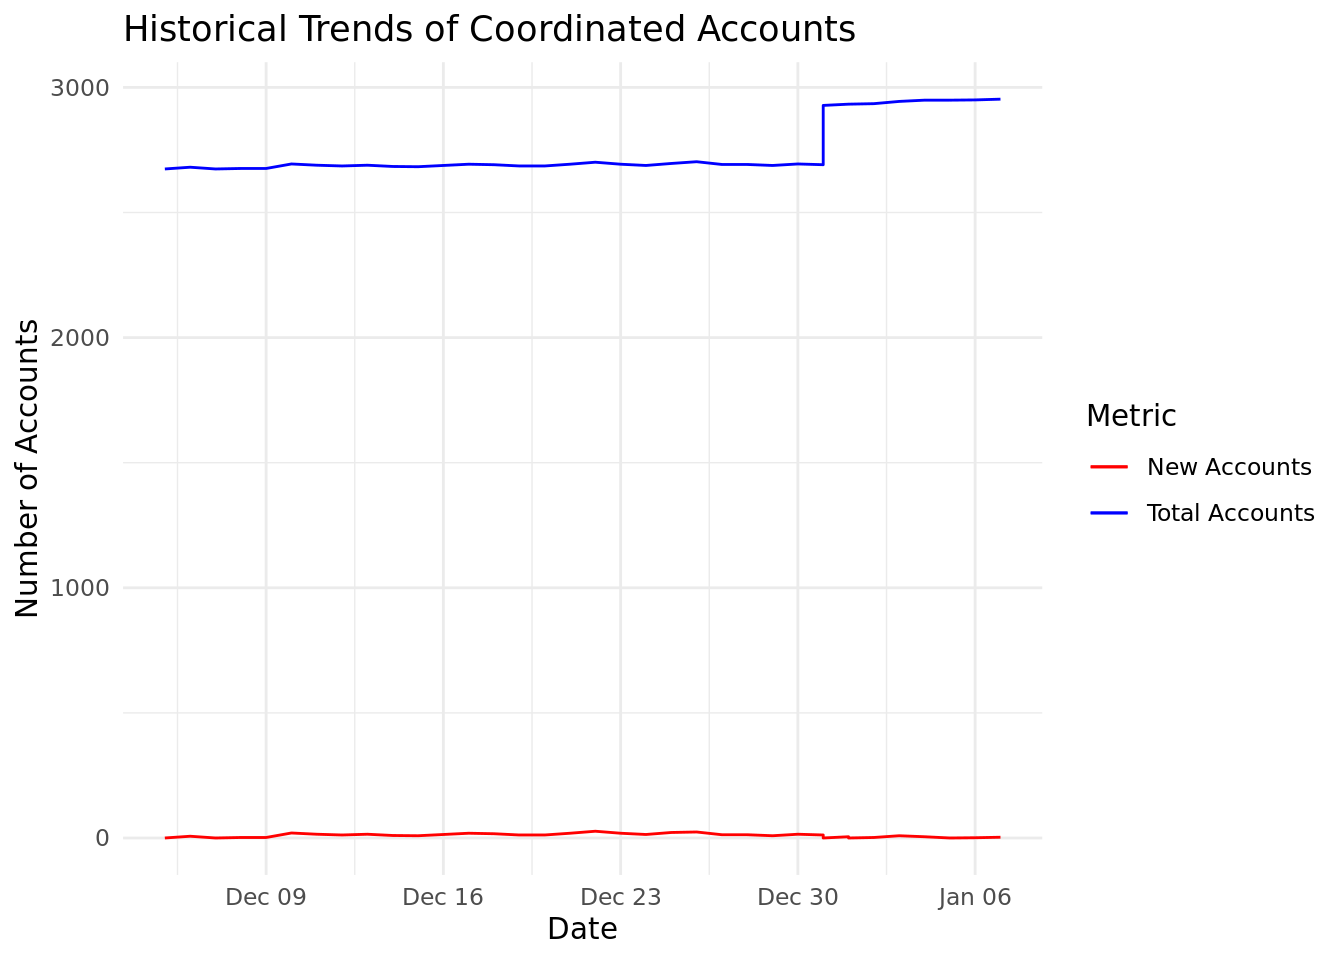 Historical Trends of Coordinated Accounts
3000
2000
1000
0
Number of Accounts
Dec 09
Dec 16
Dec 23
Dec 30
Jan 06
Date
Metric
New Accounts
Total Accounts